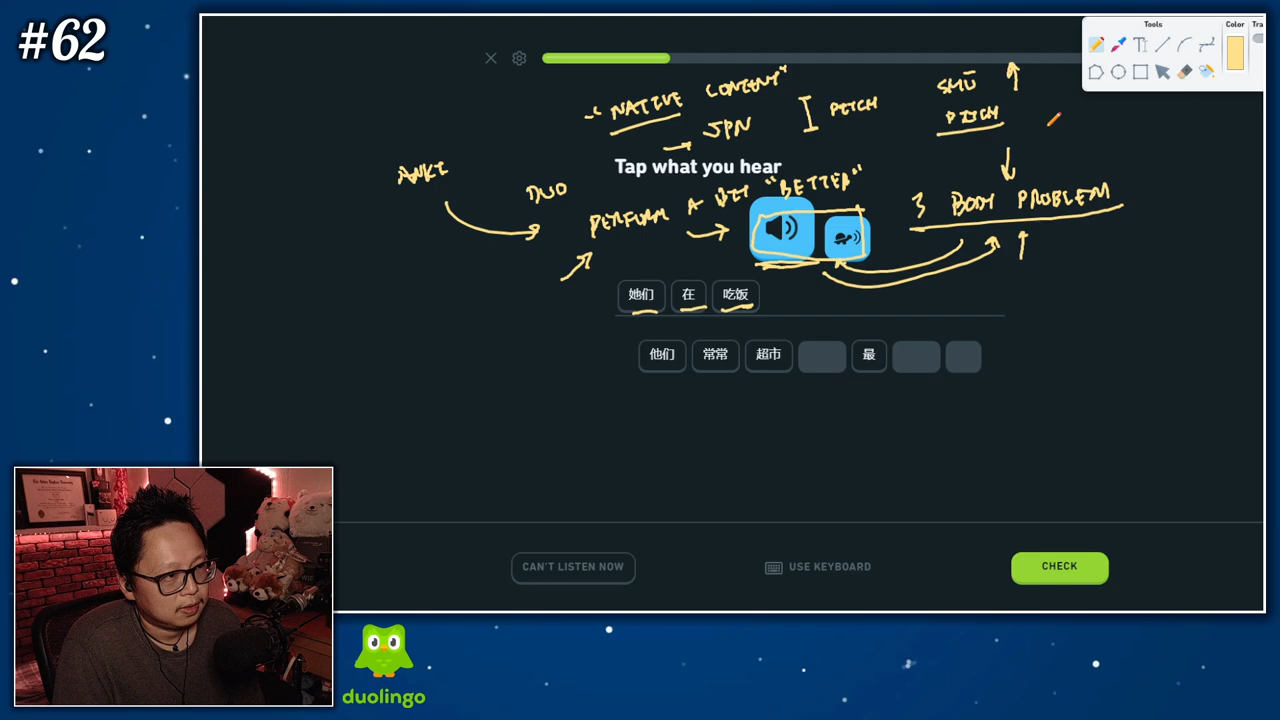 #62
Tools
Color
Tra
"NATIVE CONTENT"
JPN
PITCH
PITCH
Tap what you hear
ANKI
DUO
PERFORM A BIT "BETTER"
3 BODY PROBLEM
她们 在 吃饭
他们 常常 超市 最
CAN'T LISTEN NOW
USE KEYBOARD
CHECK
duolingo